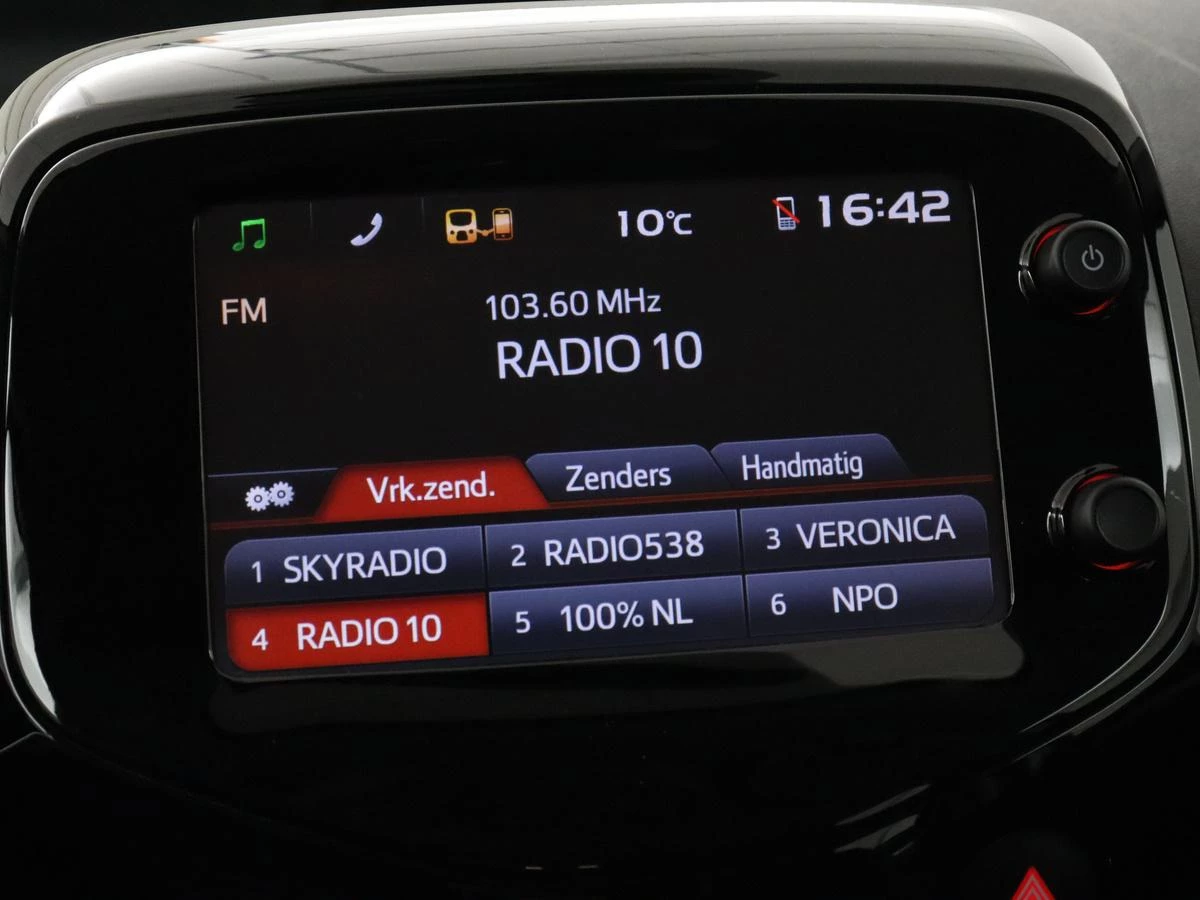 10°C 16:42
FM
103.60 MHz
RADIO 10
Vrk.zend. Zenders Handmatig
1 SKYRADIO 2 RADIO538 3 VERONICA
4 RADIO 10 5 100% NL 6 NPO